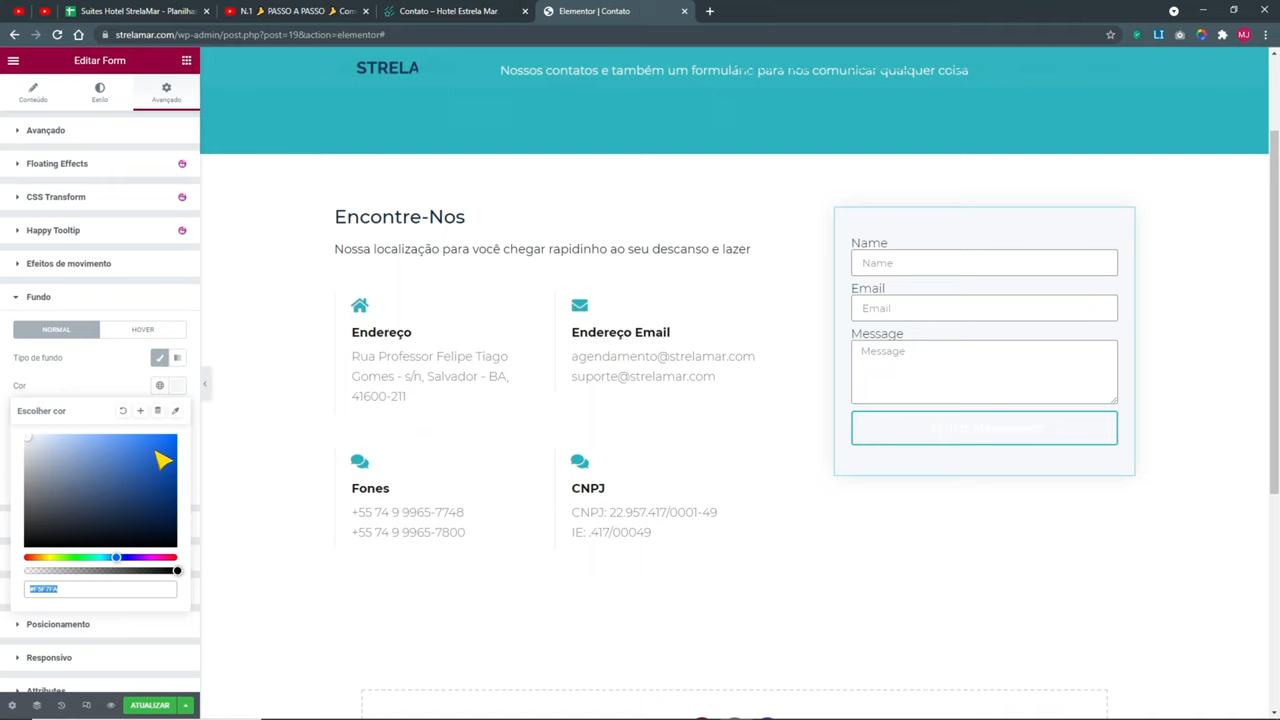 Suites Hotel StrelaMar - Planilha
N.1 PASSO A PASSO Com
Contato – Hotel Estrela Mar
Elementor | Contato
strelamar.com/wp-admin/post.php?post=19&action=elementor#
MJ
Editar Form
Conteúdo
Estilo
Avançado
Avançado
Floating Effects
CSS Transform
Happy Tooltip
Efeitos de movimento
Fundo
NORMAL
HOVER
Tipo de fundo
Cor
Escolher cor
#F5F7FA
Posicionamento
Responsivo
Attributes
ATUALIZAR
STRELA
Nossos contatos e também um formulário para nos comunicar qualquer coisa
Encontre-Nos
Nossa localização para você chegar rapidinho ao seu descanso e lazer
Endereço
Rua Professor Felipe Tiago
Gomes - s/n, Salvador - BA,
41600-211
Endereço Email
agendamento@strelamar.com
suporte@strelamar.com
Fones
+55 74 9 9965-7748
+55 74 9 9965-7800
CNPJ
CNPJ: 22.957.417/0001-49
IE: .417/00049
Name
Name
Email
Email
Message
Message